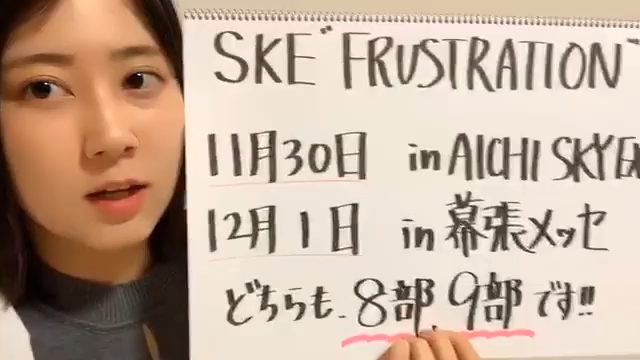 SKE "FRUSTRATION"
11月30日 in AICHI SKY
12月1日 in 幕張メッセ
どちらも、8部、9部です!!